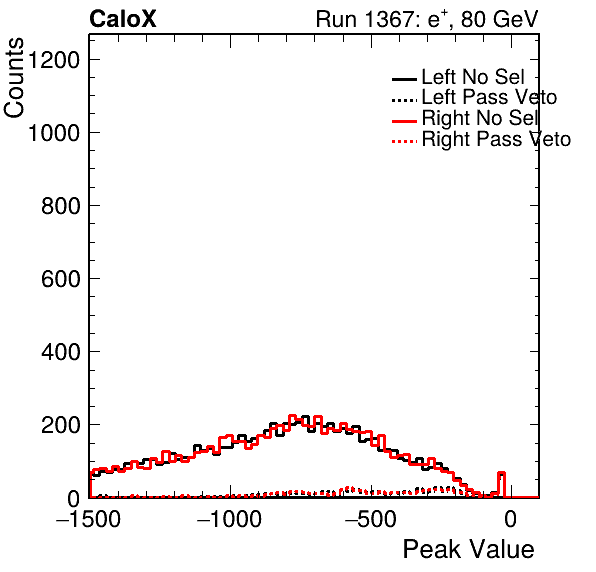 CaloX
Run 1367: e+, 80 GeV
Counts
1200
1000
800
600
400
200
0
Left No Sel
Left Pass Veto
Right No Sel
Right Pass Veto
−1500
−1000
−500
0
Peak Value